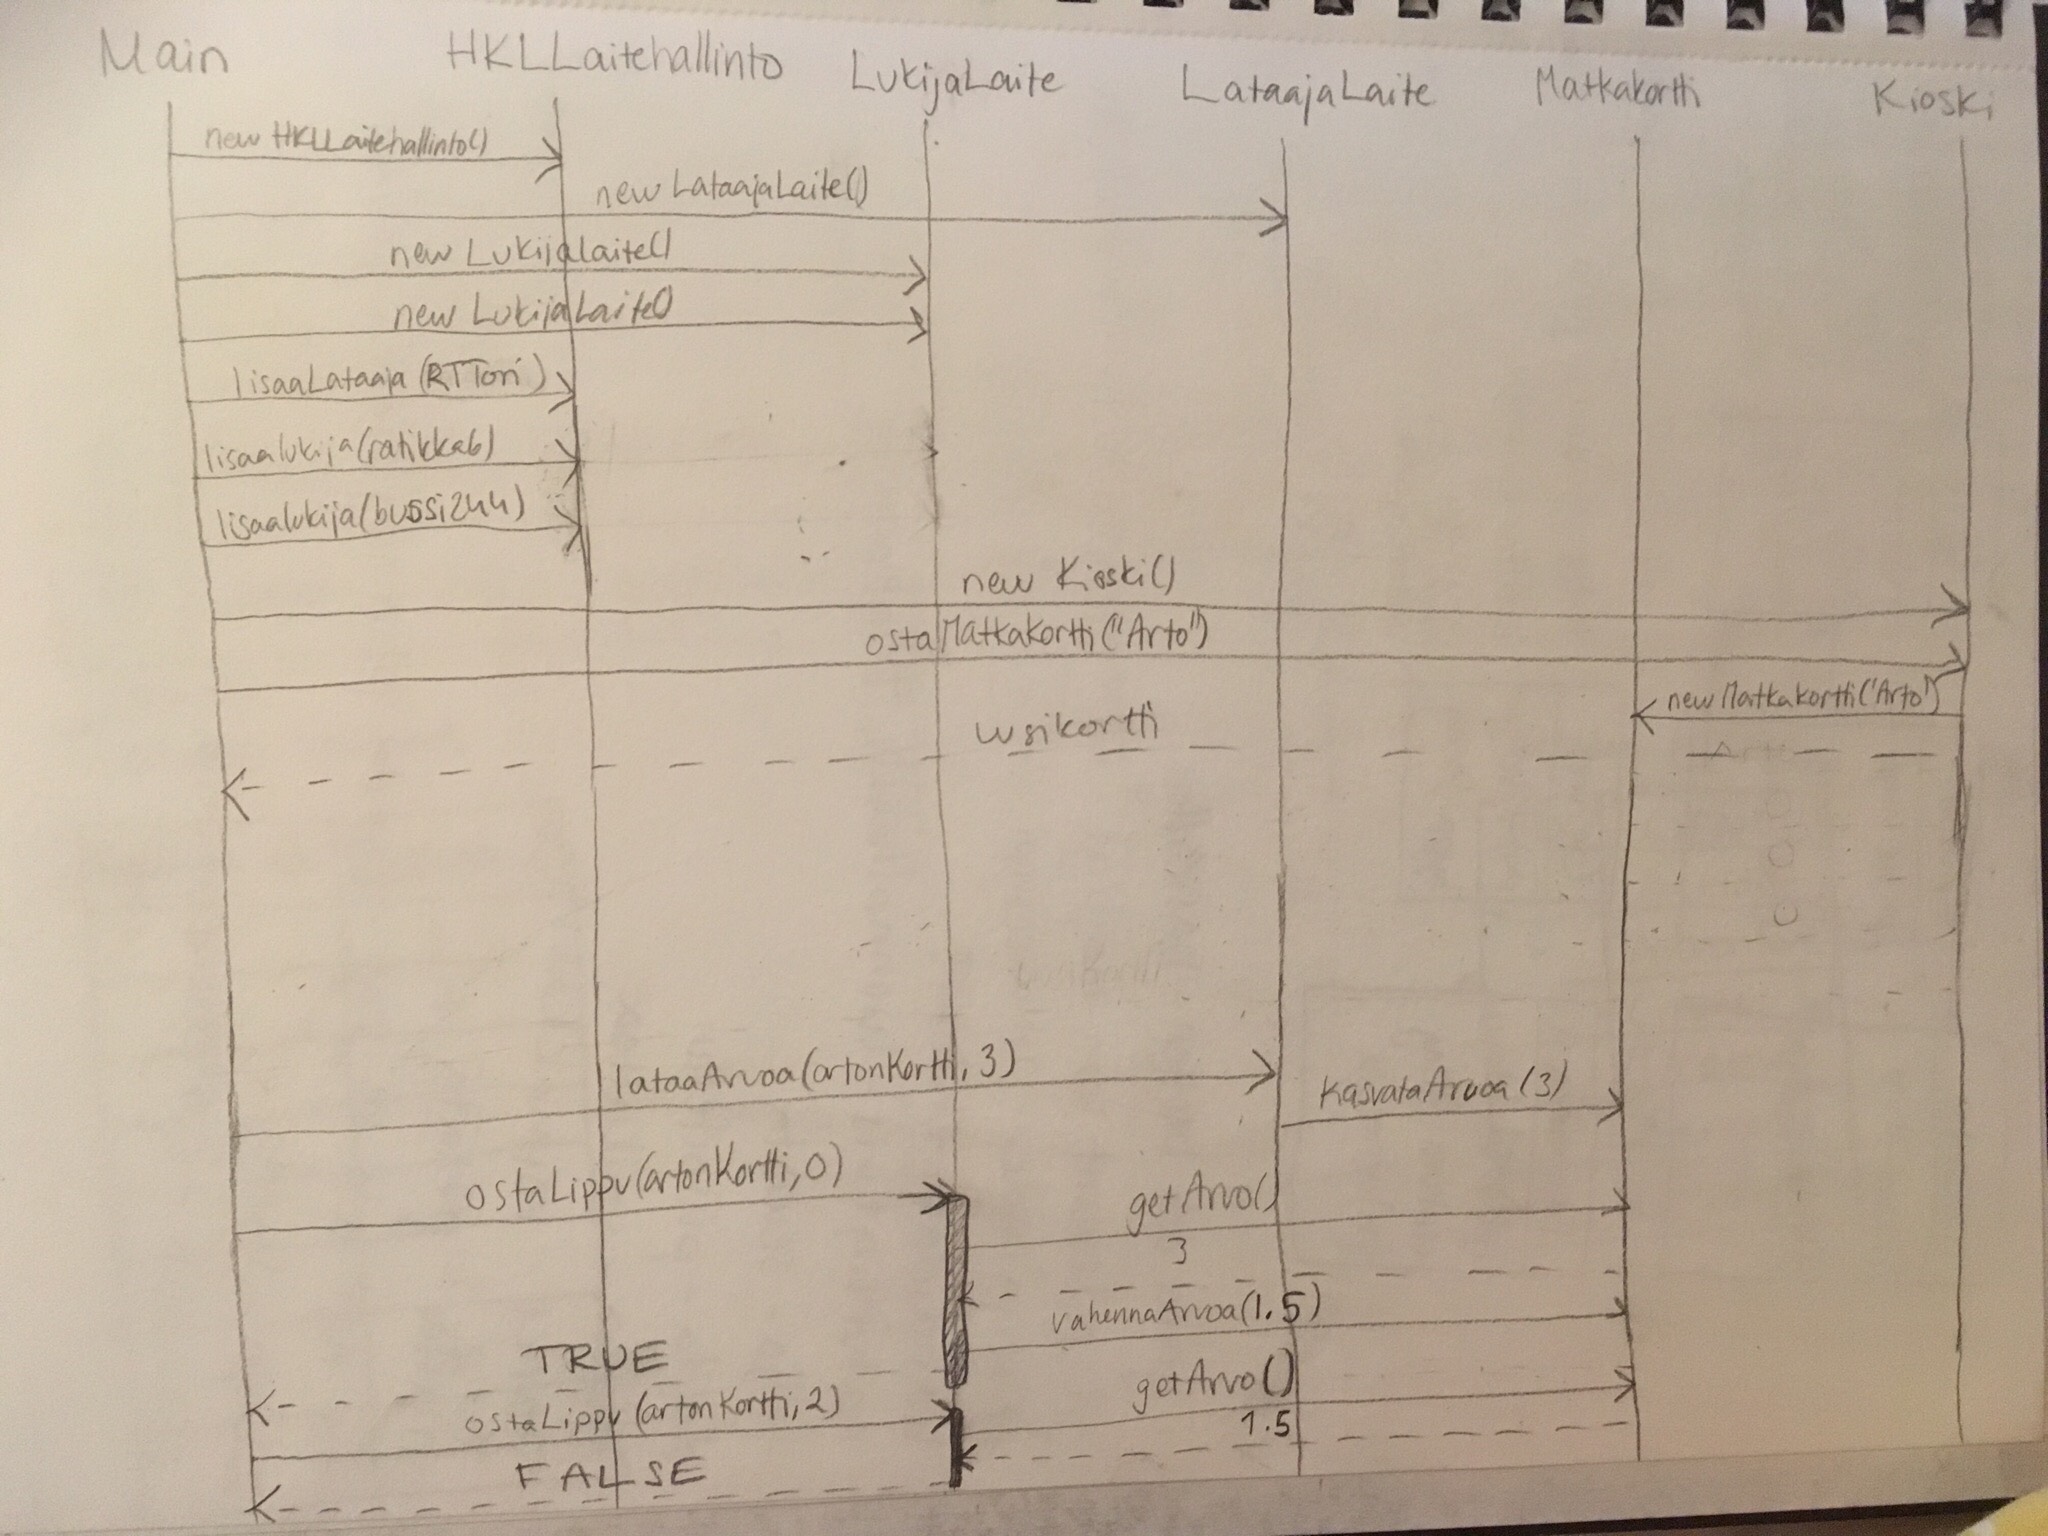 Main
HKLLaitehallinto
LukijaLaite
LataajaLaite
Matkakortti
Kioski
new HKLLaitehallinto()
new LataajaLaite()
new LukijaLaite()
new LukijaLaite()
lisaaLataaja(RTTori)
lisaalukija(ratikka6)
lisaalukija(bussi244)
new Kioski()
ostaMatkakortti("Arto")
new Matkakortti("Arto")
uusikortti
lataaArvoa(artonKortti, 3)
kasvataArvoa(3)
ostaLippu(artonKortti,0)
getArvo()
3
vahennaArvoa(1.5)
TRUE
getArvo()
ostaLippu(artonKortti,2)
1.5
FALSE